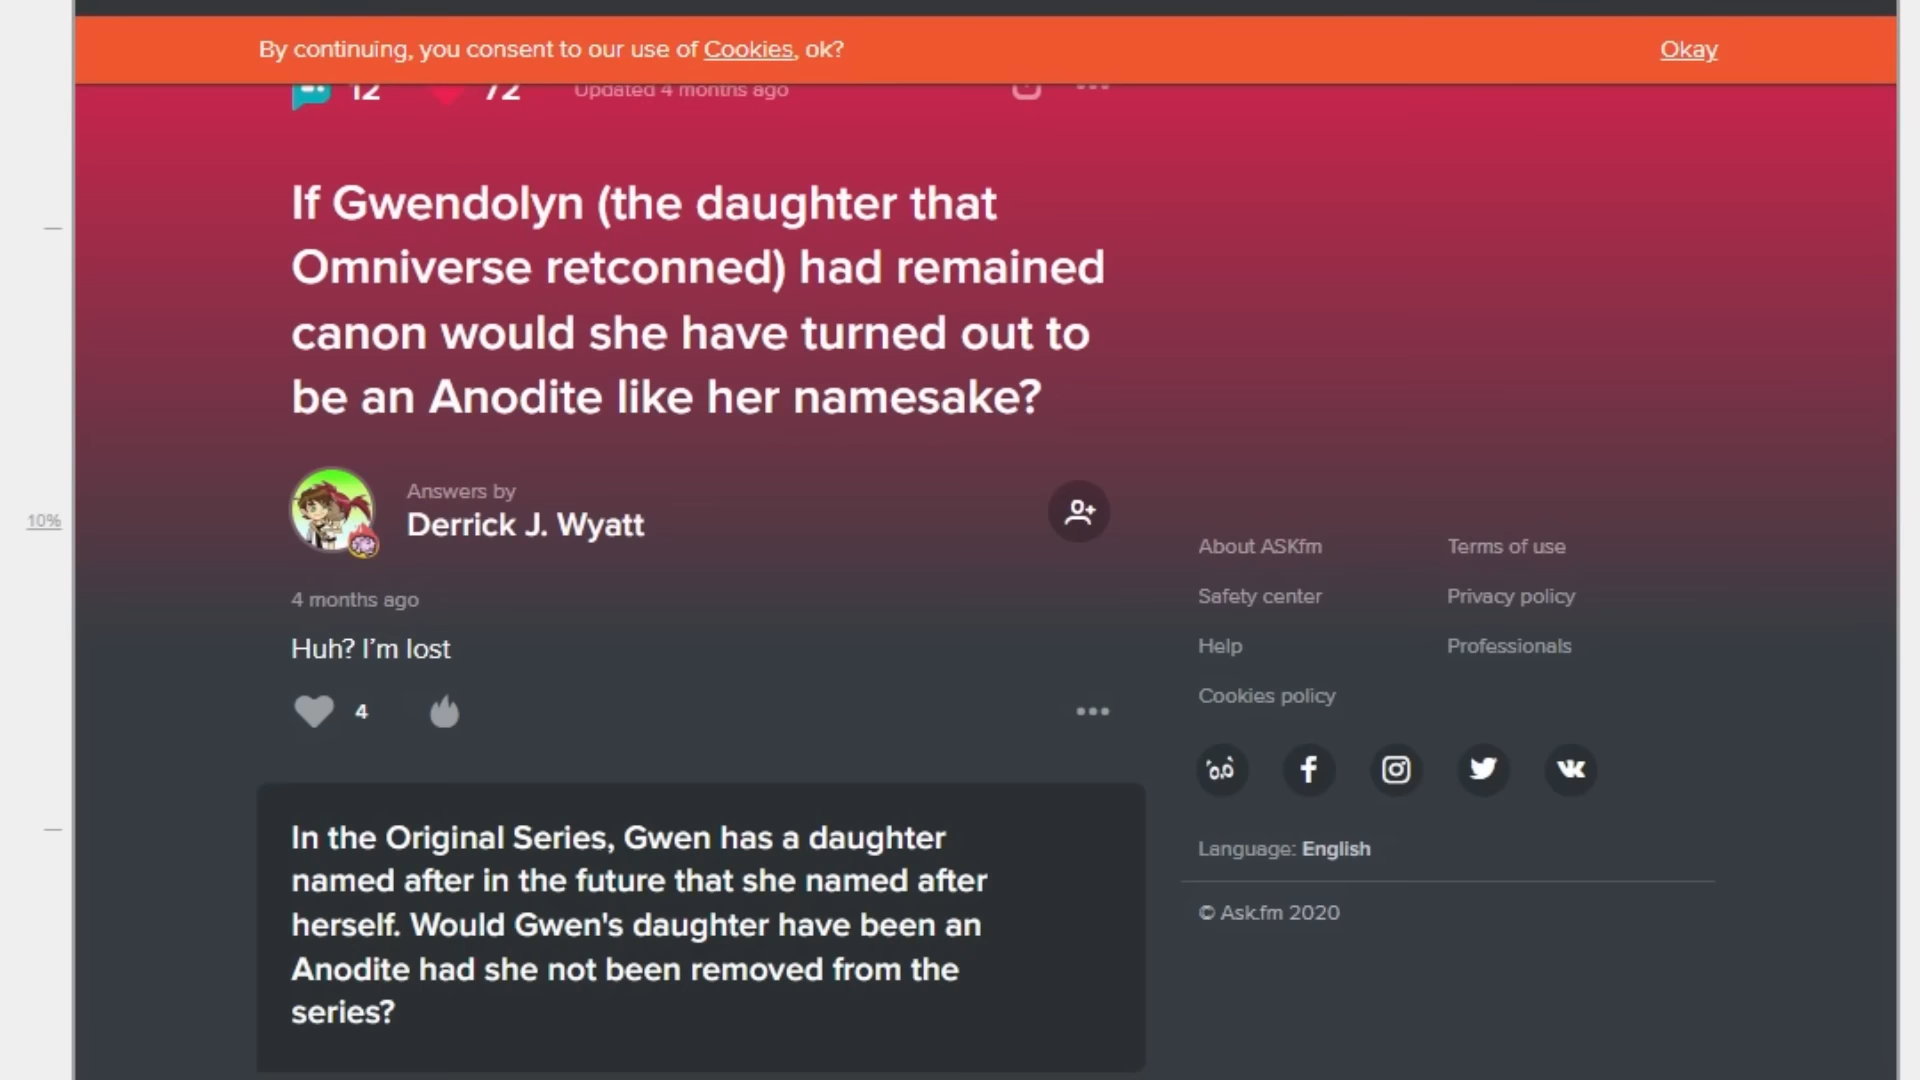 By continuing, you consent to our use of Cookies, ok?
Okay
12 72 Updated 4 months ago
If Gwendolyn (the daughter that
Omniverse retconned) had remained
canon would she have turned out to
be an Anodite like her namesake?
Answers by
Derrick J. Wyatt
10%
4 months ago
Huh? I'm lost
4
In the Original Series, Gwen has a daughter
named after in the future that she named after
herself. Would Gwen's daughter have been an
Anodite had she not been removed from the
series?
About ASKfm
Terms of use
Safety center
Privacy policy
Help
Professionals
Cookies policy
Language: English
© Ask.fm 2020